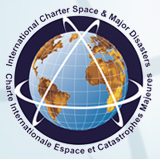 International Charter Space & Major Disasters
Charte Internationale Espace et Catastrophes Majeures